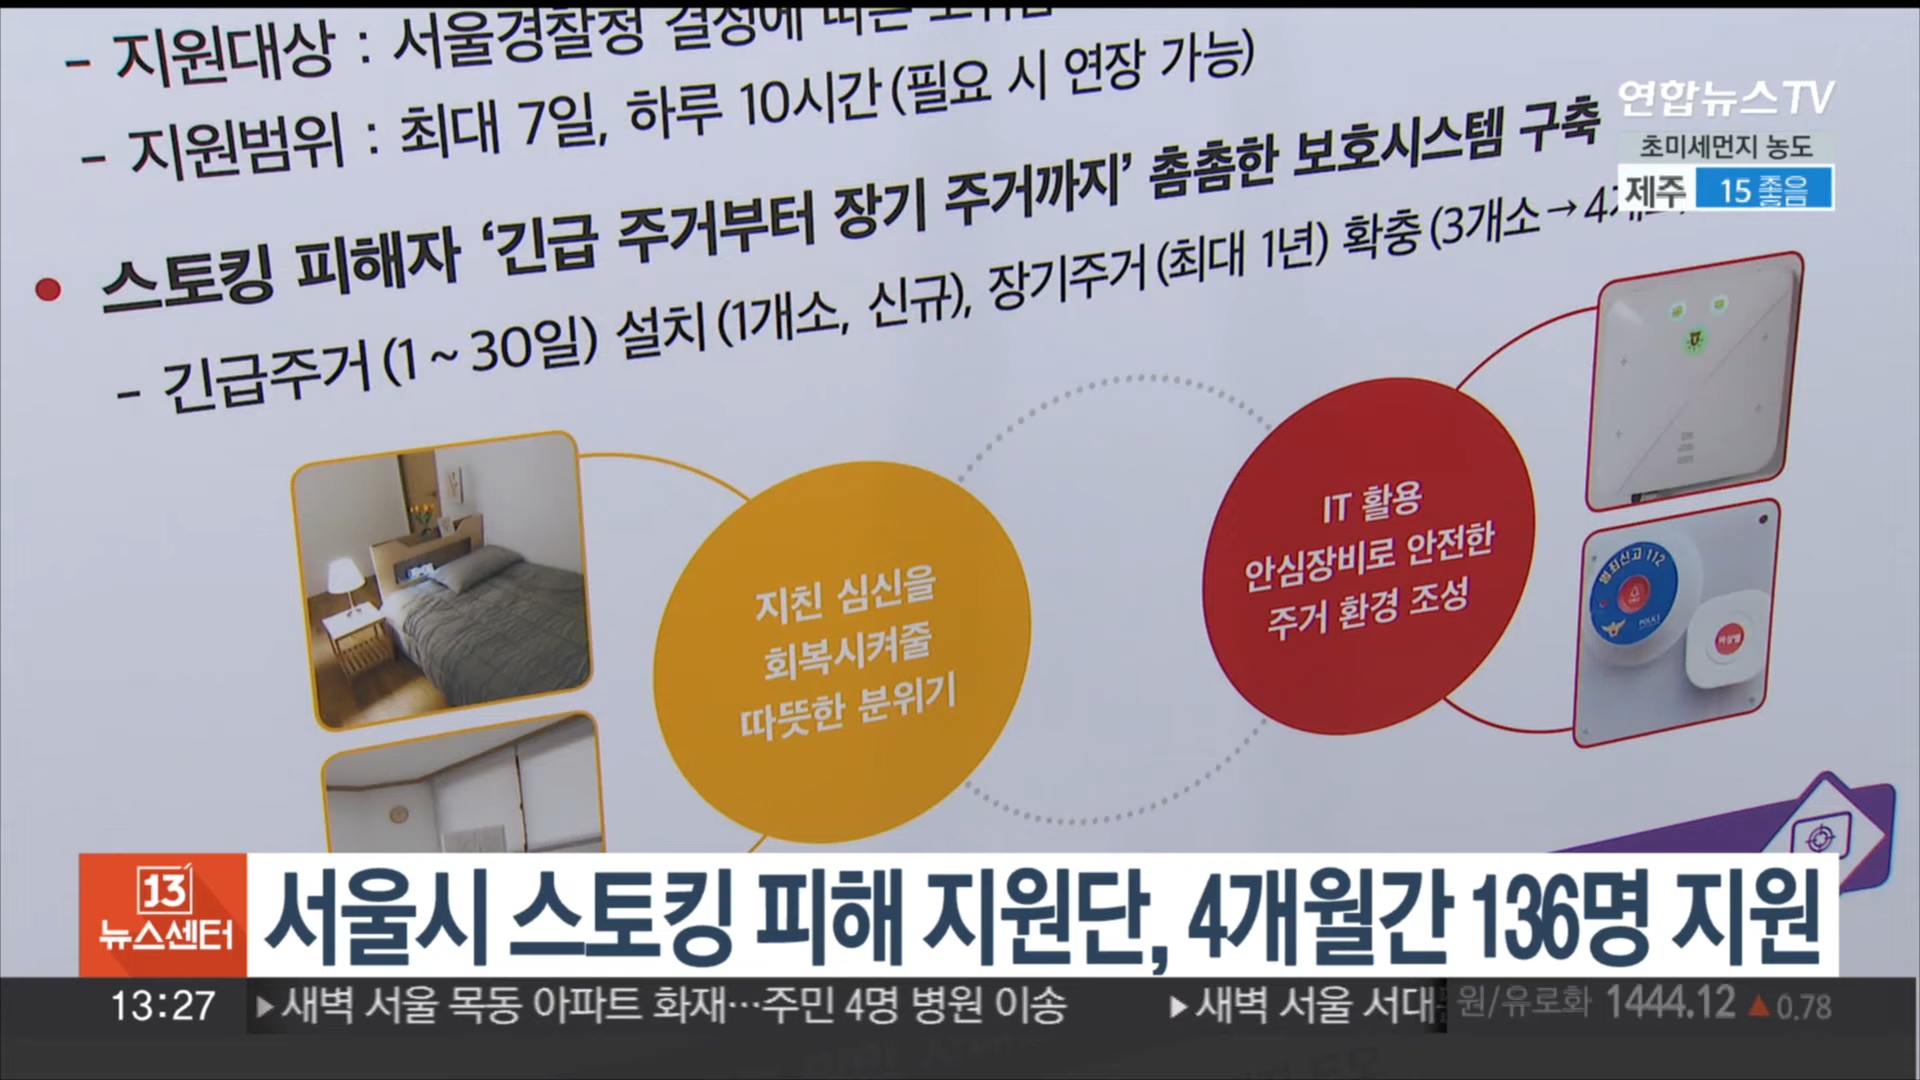 - 지원대상 : 서울경찰청 결정에 따른
- 지원범위 : 최대 7일, 하루 10시간(필요 시 연장 가능)
• 스토킹 피해자 ‘긴급 주거부터 장기 주거까지’ 촘촘한 보호시스템 구축
- 긴급주거(1~30일) 설치(1개소, 신규), 장기주거(최대 1년) 확충(3개소→4
연합뉴스TV
초미세먼지 농도
제주 15 좋음
지친 심신을
회복시켜줄
따뜻한 분위기
IT 활용
안심장비로 안전한
주거 환경 조성
범죄신고 112
POLICE
비상벨
13
뉴스센터
서울시 스토킹 피해 지원단, 4개월간 136명 지원
13:27
▶새벽 서울 목동 아파트 화재…주민 4명 병원 이송 ▶새벽 서울 서대
원/유로화 1444.12 ▲0.78